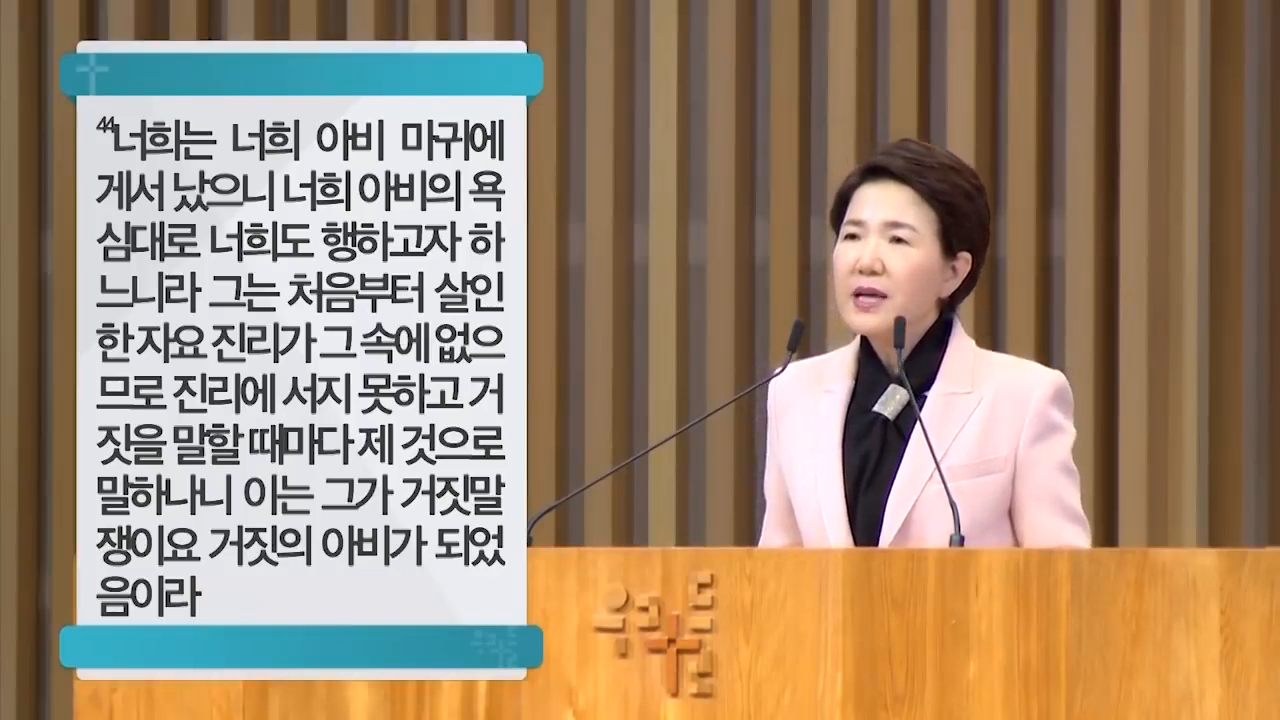 44너희는 너희 아비 마귀에
게서 났으니 너희 아비의 욕
심대로 너희도 행하고자 하
느니라 그는 처음부터 살인
한 자요 진리가 그 속에 없으
므로 진리에 서지 못하고 거
짓을 말할 때마다 제 것으로
말하나니 이는 그가 거짓말
쟁이요 거짓의 아비가 되었
음이라